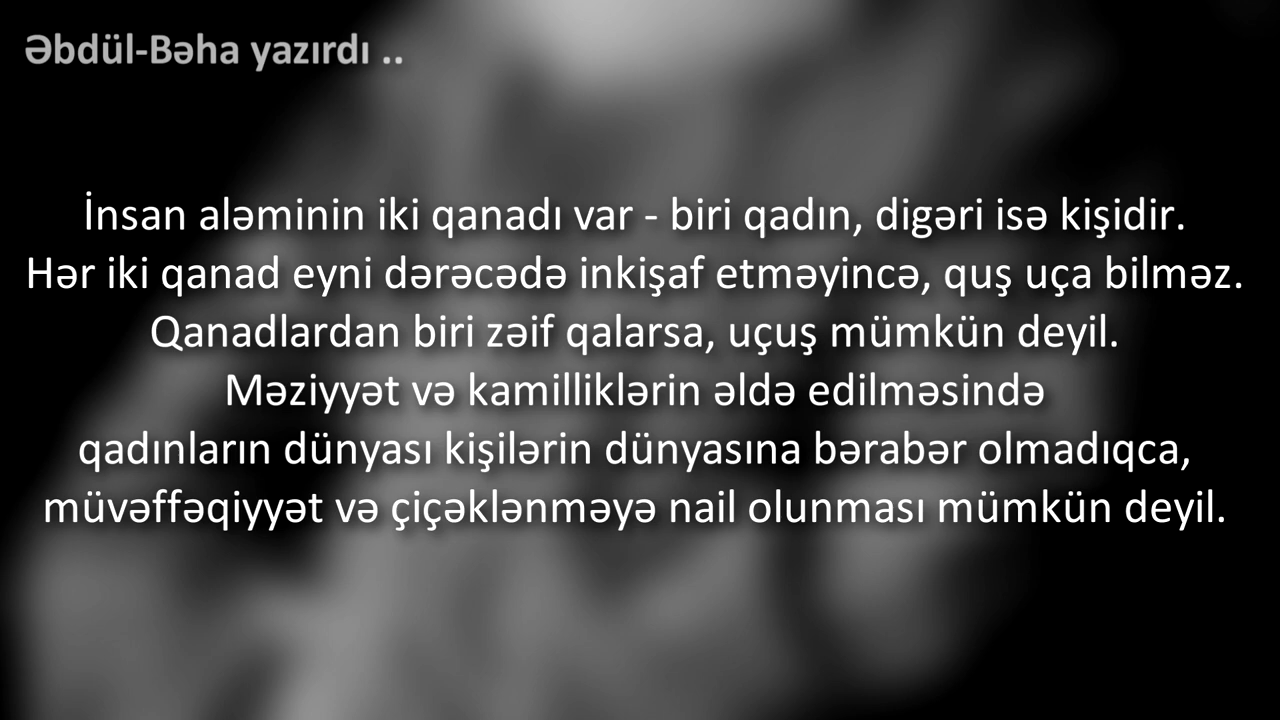 Əbdül-Bəha yazırdı ..
İnsan aləminin iki qanadı var - biri qadın, digəri isə kişidir.
Hər iki qanad eyni dərəcədə inkişaf etməyincə, quş uça bilməz.
Qanadlardan biri zəif qalarsa, uçuş mümkün deyil.
Məziyyət və kamilliklərin əldə edilməsində
qadınların dünyası kişilərin dünyasına bərabər olmadıqca,
müvəffəqiyyət və çiçəklənməyə nail olunması mümkün deyil.